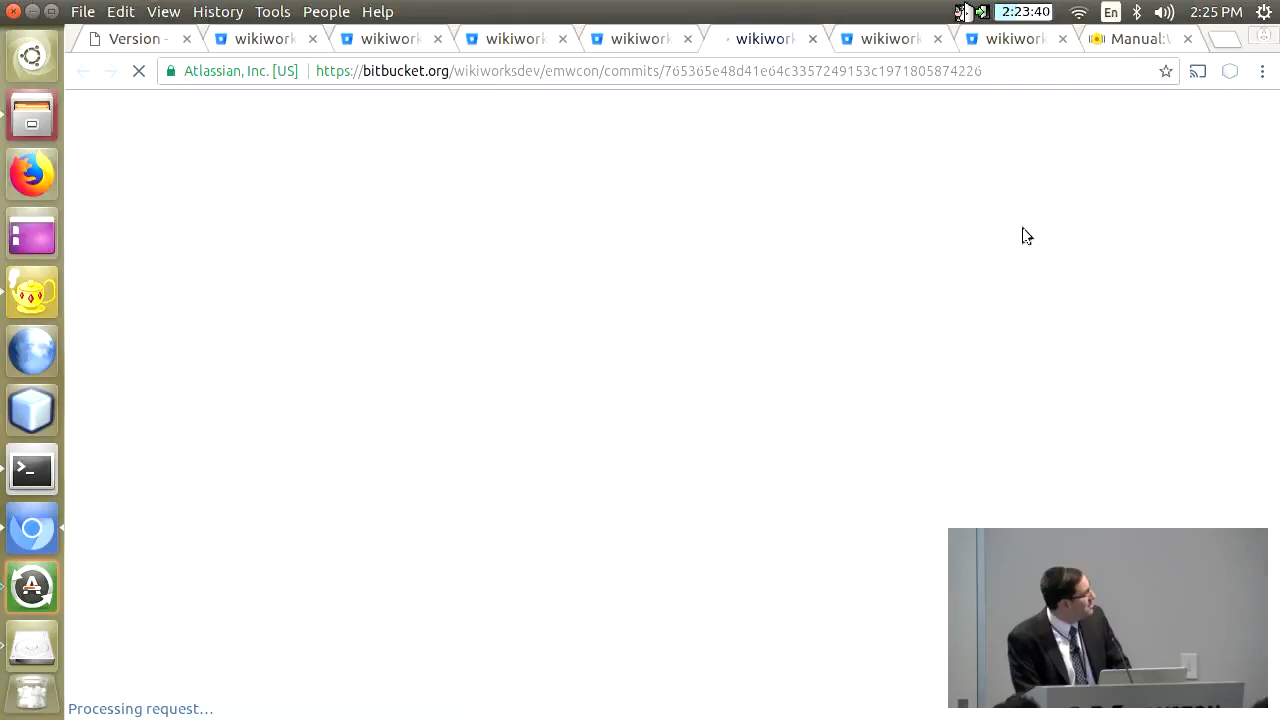 File Edit View History Tools People Help
2:23:40 En 2:25 PM
Version - wikiwork wikiwork wikiwork wikiwork wikiwork wikiwork wikiwork Manual:
Atlassian, Inc. [US] https://bitbucket.org/wikiworksdev/emwcon/commits/765365e48d41e64c3357249153c1971805874226
Processing request...